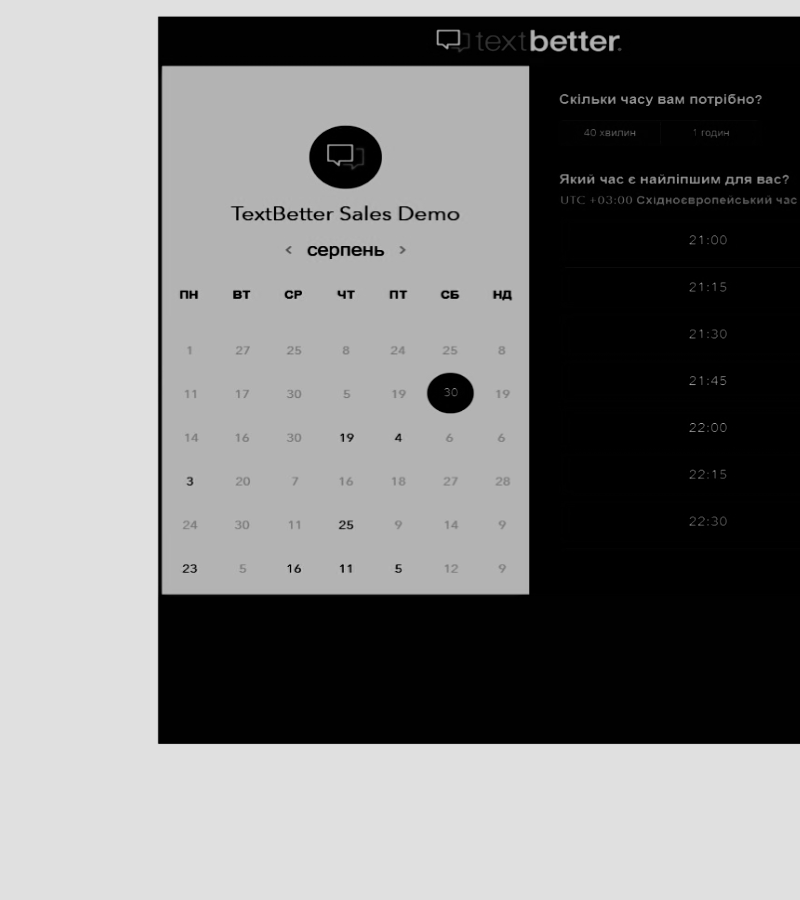 textbetter.
TextBetter Sales Demo
< серпень >
ПН ВТ СР ЧТ ПТ СБ НД
1 27 25 8 24 25 8
11 17 30 5 19 30 19
14 16 30 19 4 6 6
3 20 7 16 18 27 28
24 30 11 25 9 14 9
23 5 16 11 5 12 9
Скільки часу вам потрібно?
40 хвилин 1 годин
Який час є найліпшим для вас?
UTC +03:00 Східноєвропейський час
21:00
21:15
21:30
21:45
22:00
22:15
22:30